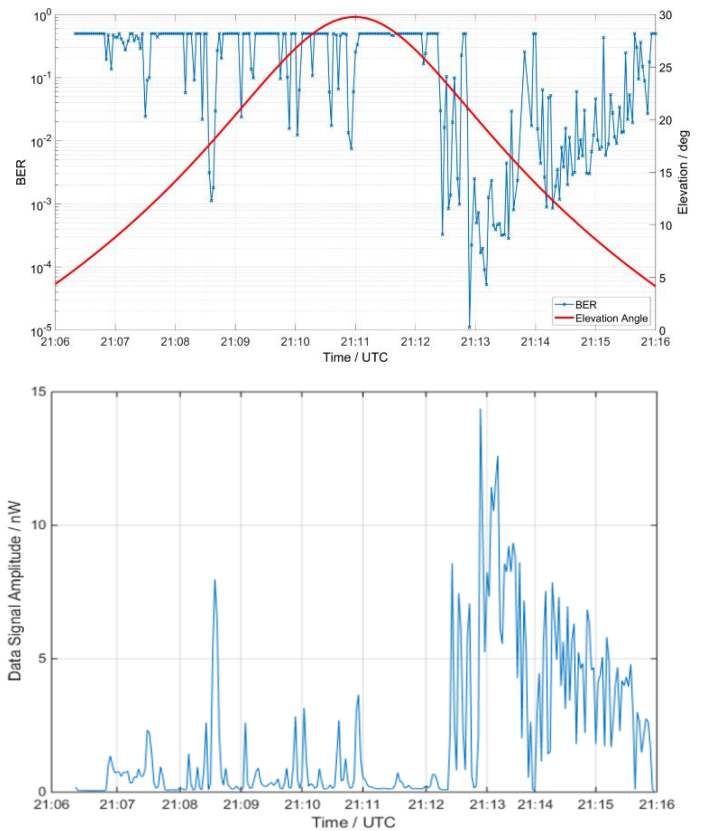 10^0
10^-1
10^-2
10^-3
10^-4
10^-5
BER
30
25
20
15
10
5
0
Elevation / deg
BER
Elevation Angle
21:06 21:07 21:08 21:09 21:10 21:11 21:12 21:13 21:14 21:15 21:16
Time / UTC
15
10
5
0
Data Signal Amplitude / nW
21:06 21:07 21:08 21:09 21:10 21:11 21:12 21:13 21:14 21:15 21:16
Time / UTC